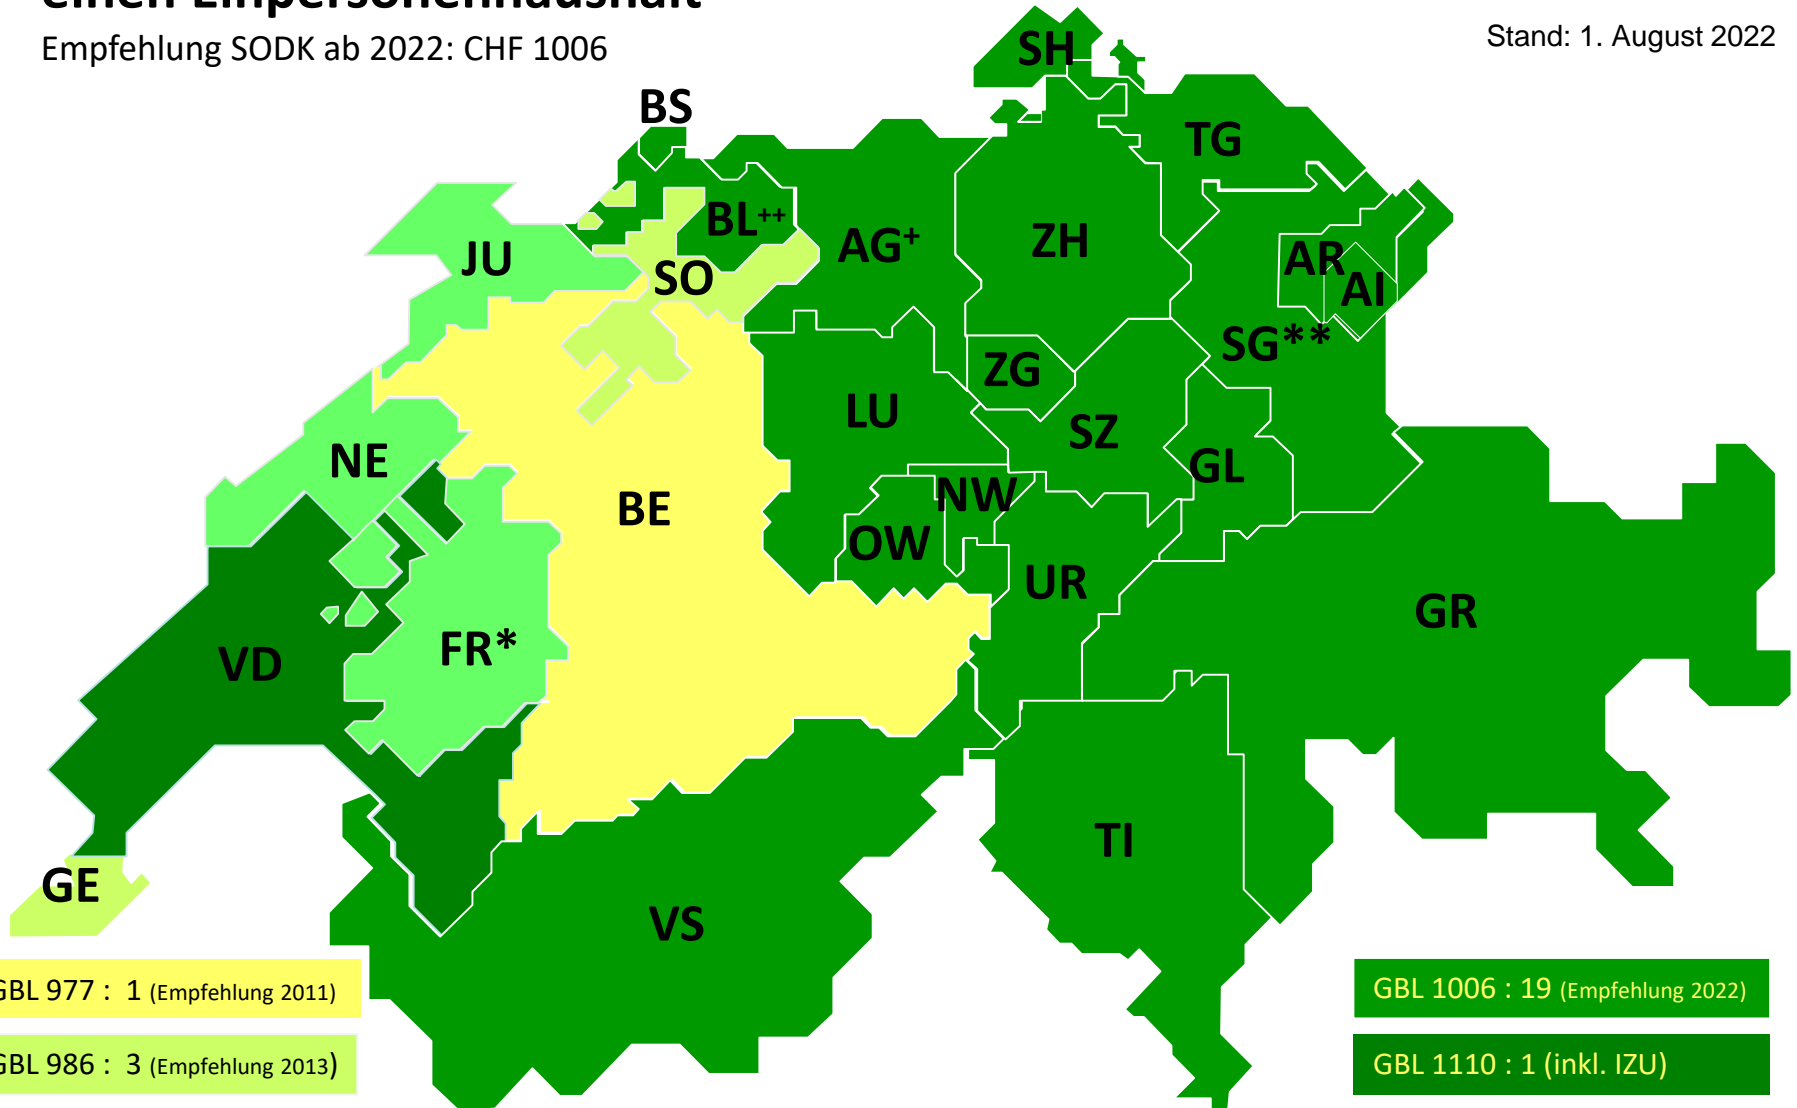 einen Einpersonenhaushalt
Empfehlung SODK ab 2022: CHF 1006
Stand: 1. August 2022
SH
BS
TG
BL++
AG+
ZH
JU
SO
AR
AI
SG**
ZG
LU
SZ
NE
GL
BE
NW
OW
UR
GR
FR*
VD
TI
GE
VS
GBL 977 : 1 (Empfehlung 2011)
GBL 986 : 3 (Empfehlung 2013)
GBL 1006 : 19 (Empfehlung 2022)
GBL 1110 : 1 (inkl. IZU)